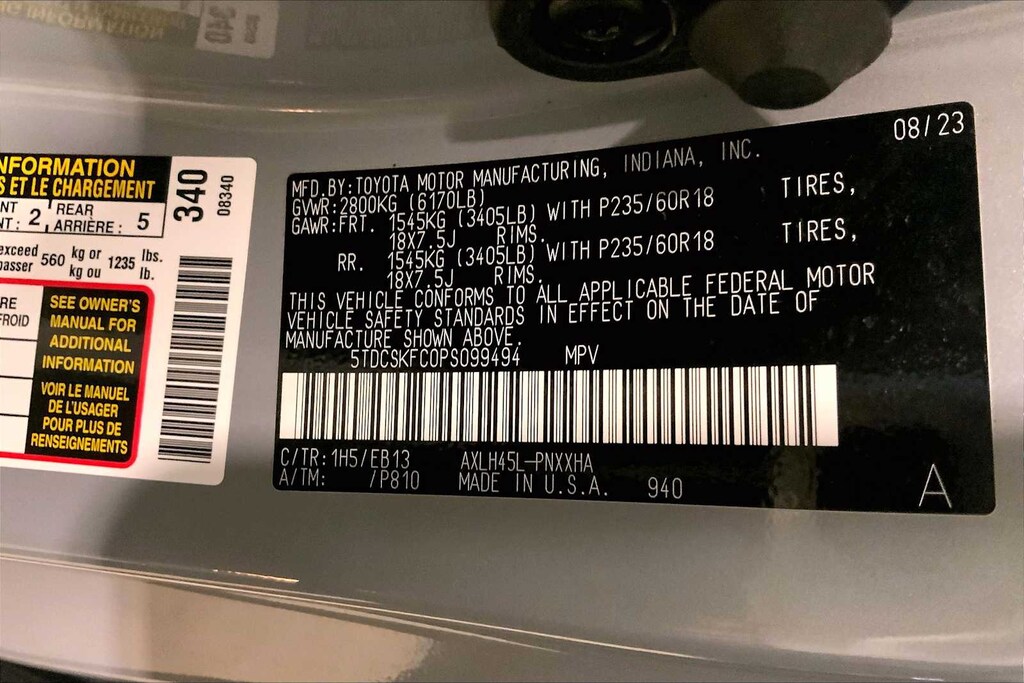 NFORMATION
S ET LE CHARGEMENT
NT : 2 REAR ARRIÈRE : 5
exceed 560 kg or 1235 lbs.
asser kg ou lb.
RE
FROID
SEE OWNER'S
MANUAL FOR
ADDITIONAL
INFORMATION
VOIR LE MANUEL
DE L'USAGER
POUR PLUS DE
RENSEIGNEMENTS
340
08340
08/23
MFD. BY: TOYOTA MOTOR MANUFACTURING, INDIANA, INC.
GVWR: 2800KG (6170LB)
GAWR: FRT. 1545KG (3405LB) WITH P235/60R18 TIRES,
18X7.5J RIMS.
RR. 1545KG (3405LB) WITH P235/60R18 TIRES,
18X7.5J RIMS.
THIS VEHICLE CONFORMS TO ALL APPLICABLE FEDERAL MOTOR
VEHICLE SAFETY STANDARDS IN EFFECT ON THE DATE OF
MANUFACTURE SHOWN ABOVE.
5TDCSKFC0PS099494 MPV
C/TR: 1H5/EB13 AXLH45L-PNXXHA
A/TM: /P810 MADE IN U.S.A. 940
A